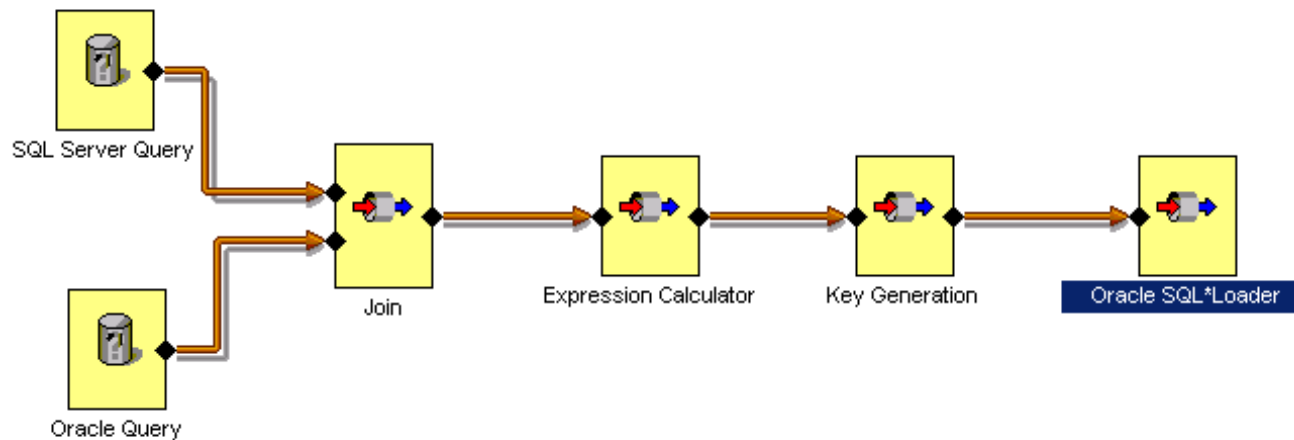 SQL Server Query
Join
Expression Calculator
Key Generation
Oracle SQL*Loader
Oracle Query